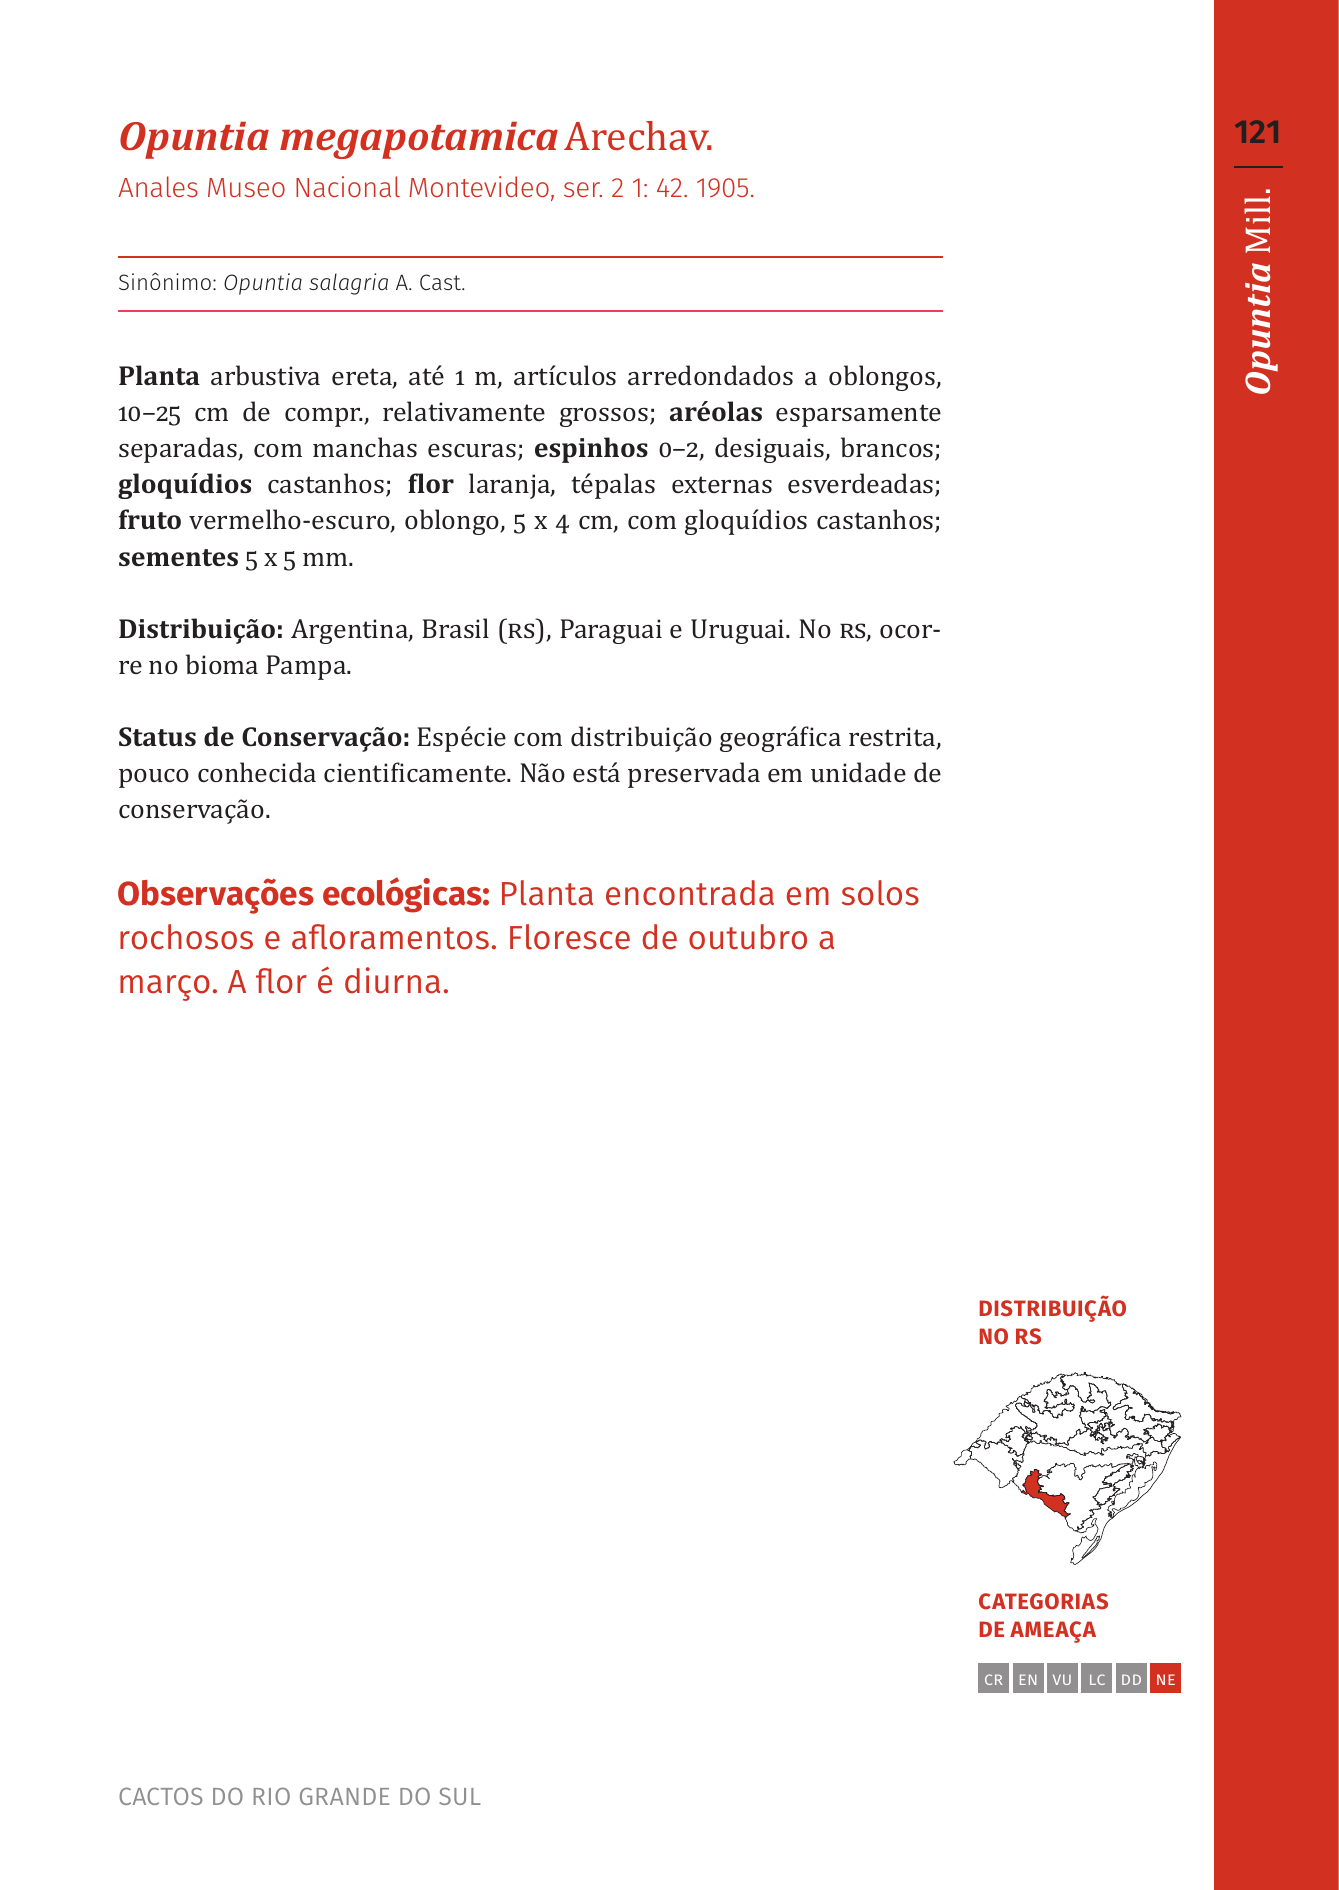 Opuntia megapotamica Arechav.
Anales Museo Nacional Montevideo, ser. 2 1: 42. 1905.
Sinônimo: Opuntia salagria A. Cast.
Planta arbustiva ereta, até 1 m, artículos arredondados a oblongos,
10–25 cm de compr., relativamente grossos; aréolas esparsamente
separadas, com manchas escuras; espinhos 0–2, desiguais, brancos;
gloquídios castanhos; flor laranja, tépalas externas esverdeadas;
fruto vermelho-escuro, oblongo, 5 x 4 cm, com gloquídios castanhos;
sementes 5 x 5 mm.
Distribuição: Argentina, Brasil (RS), Paraguai e Uruguai. No RS, ocor-
re no bioma Pampa.
Status de Conservação: Espécie com distribuição geográfica restrita,
pouco conhecida cientificamente. Não está preservada em unidade de
conservação.
Observações ecológicas: Planta encontrada em solos
rochosos e afloramentos. Floresce de outubro a
março. A flor é diurna.
DISTRIBUIÇÃO
NO RS
CATEGORIAS
DE AMEAÇA
CR EN VU LC DD NE
CACTOS DO RIO GRANDE DO SUL
121
Opuntia Mill.